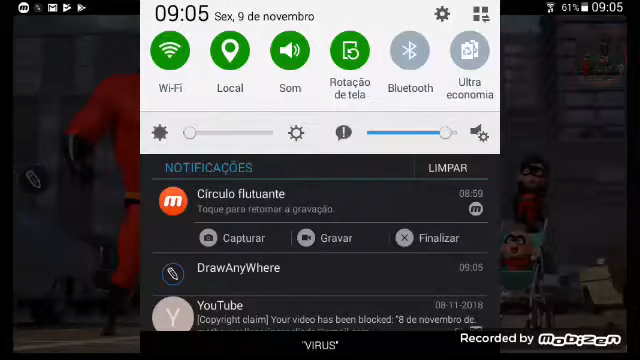 61% 09:05
09:05 Sex, 9 de novembro
Wi-Fi
Local
Som
Rotação
de tela
Bluetooth
Ultra
economia
NOTIFICAÇÕES LIMPAR
Círculo flutuante 08:59
Toque para retomar a gravação.
Capturar Gravar Finalizar
DrawAnyWhere 09:05
YouTube 08-11-2018
Y
[Copyright claim] Your video has been blocked: "8 de novembro de.
"VIRUS"
Recorded by MOBIZEN